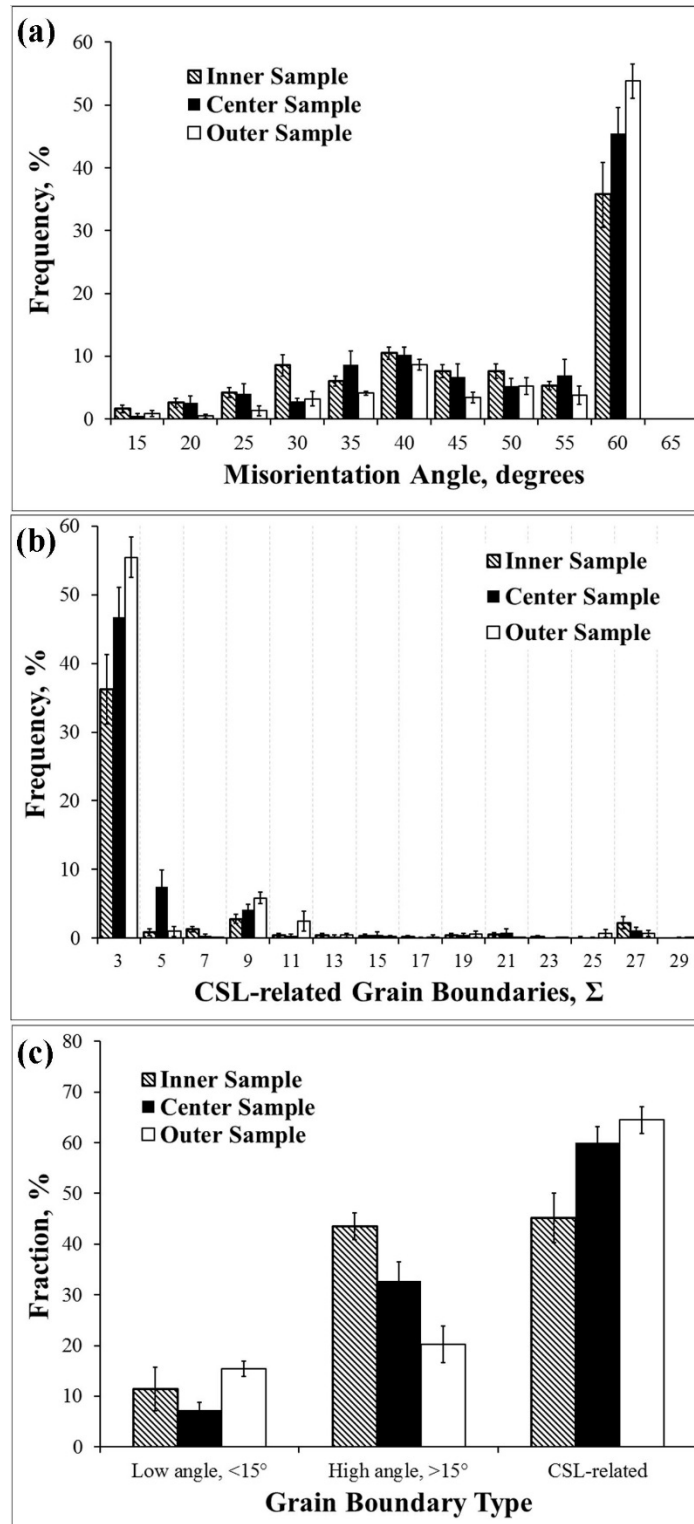 (a)
60
50
40
30
20
10
0
Frequency, %
Inner Sample
Center Sample
Outer Sample
15 20 25 30 35 40 45 50 55 60 65
Misorientation Angle, degrees
(b)
60
50
40
30
20
10
0
Frequency, %
Inner Sample
Center Sample
Outer Sample
3 5 7 9 11 13 15 17 19 21 23 25 27 29
CSL-related Grain Boundaries, Σ
(c)
80
70
60
50
40
30
20
10
0
Fraction, %
Inner Sample
Center Sample
Outer Sample
Low angle, <15° High angle, >15° CSL-related
Grain Boundary Type